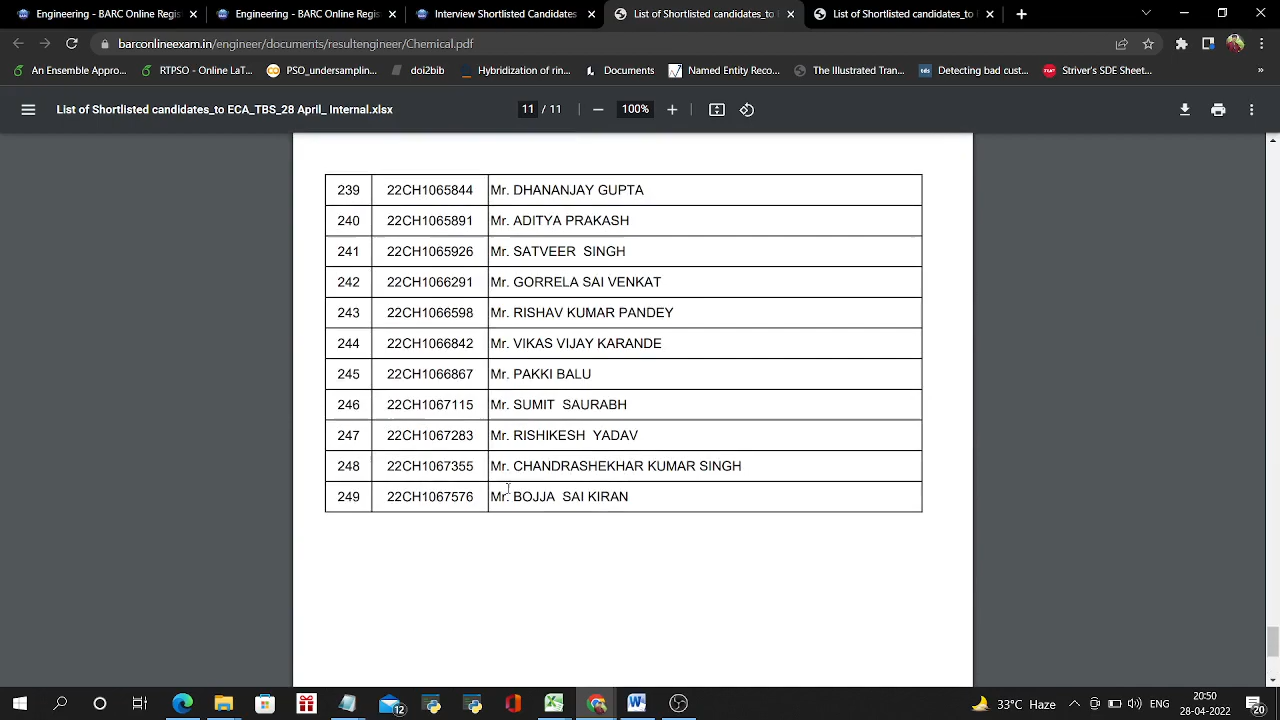 Engineering - BARC Online Regis
Engineering - BARC Online Regis
Interview Shortlisted Candidates
List of Shortlisted candidates_to
List of Shortlisted candidates_to
barconlineexam.in/engineer/documents/resultengineer/Chemical.pdf
An Ensemble Appro...
RTPSO - Online LaT...
PSO_undersampling...
doi2bib
Hybridization of rin...
Documents
Named Entity Reco...
The Illustrated Tran...
Detecting bad cust...
Striver's SDE Sheet...
»
List of Shortlisted candidates_to ECA_TBS_28 April_ Internal.xlsx
11 / 11
100%
239 22CH1065844 Mr. DHANANJAY GUPTA
240 22CH1065891 Mr. ADITYA PRAKASH
241 22CH1065926 Mr. SATVEER SINGH
242 22CH1066291 Mr. GORRELA SAI VENKAT
243 22CH1066598 Mr. RISHAV KUMAR PANDEY
244 22CH1066842 Mr. VIKAS VIJAY KARANDE
245 22CH1066867 Mr. PAKKI BALU
246 22CH1067115 Mr. SUMIT SAURABH
247 22CH1067283 Mr. RISHIKESH YADAV
248 22CH1067355 Mr. CHANDRASHEKHAR KUMAR SINGH
249 22CH1067576 Mr. BOJJA SAI KIRAN
12
33°C Haze
ENG
20:50
28-04-2022
20